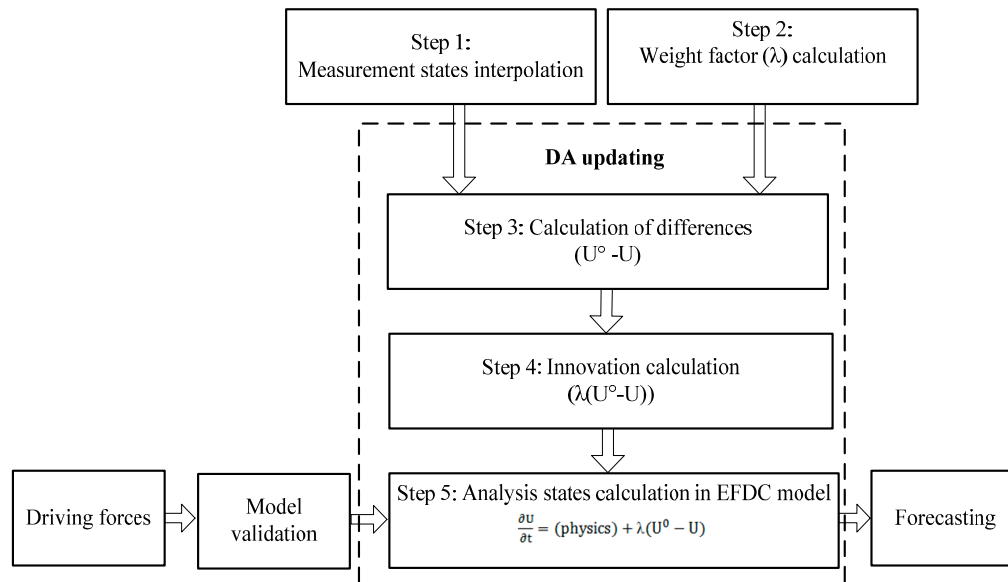 Step 1:
Measurement states interpolation
Step 2:
Weight factor (λ) calculation
DA updating
Step 3: Calculation of differences
(U° -U)
Step 4: Innovation calculation
(λ(U°-U))
Driving forces
Model
validation
Step 5: Analysis states calculation in EFDC model
∂U/∂t = (physics) + λ(U⁰ − U)
Forecasting